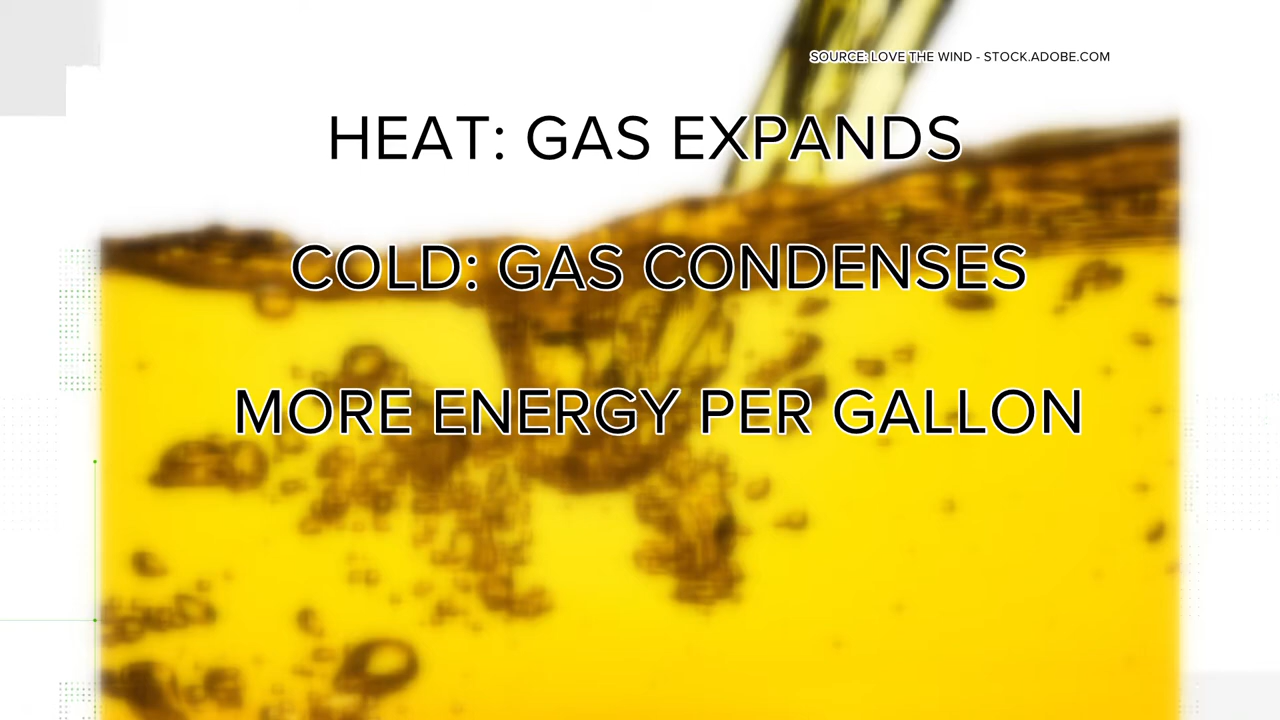 SOURCE: LOVE THE WIND - STOCK.ADOBE.COM
HEAT: GAS EXPANDS
COLD: GAS CONDENSES
MORE ENERGY PER GALLON